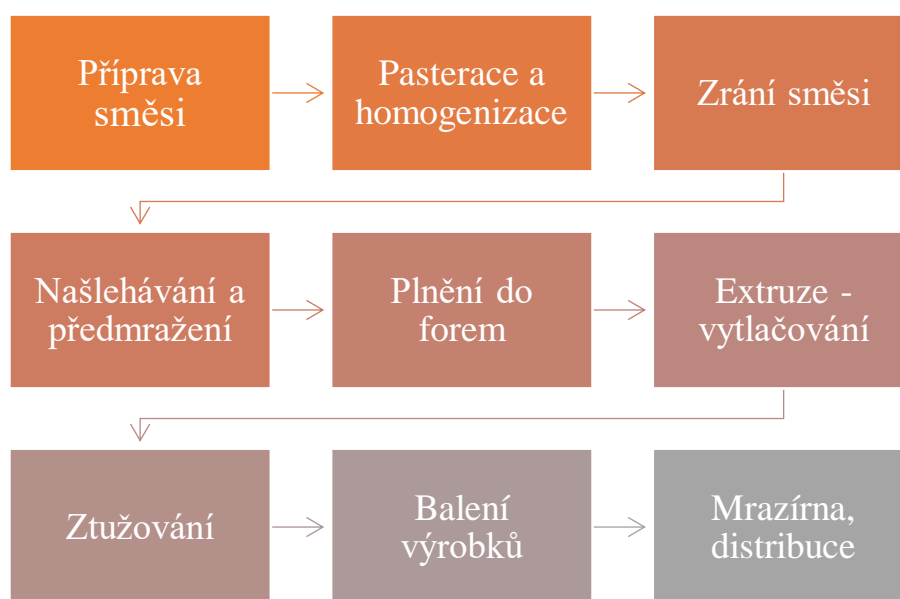 Příprava
směsi
Pasterace a
homogenizace
Zrání směsi
Našlehávání a
předmražení
Plnění do
forem
Extruze -
vytlačování
Ztužování
Balení
výrobků
Mrazírna,
distribuce